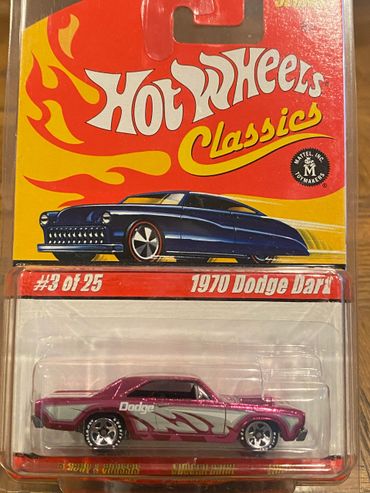 Hot Wheels
Classics
MATTEL, INC.
M
TOYMAKERS
®
#3 of 25
1970 Dodge Dart
Dodge